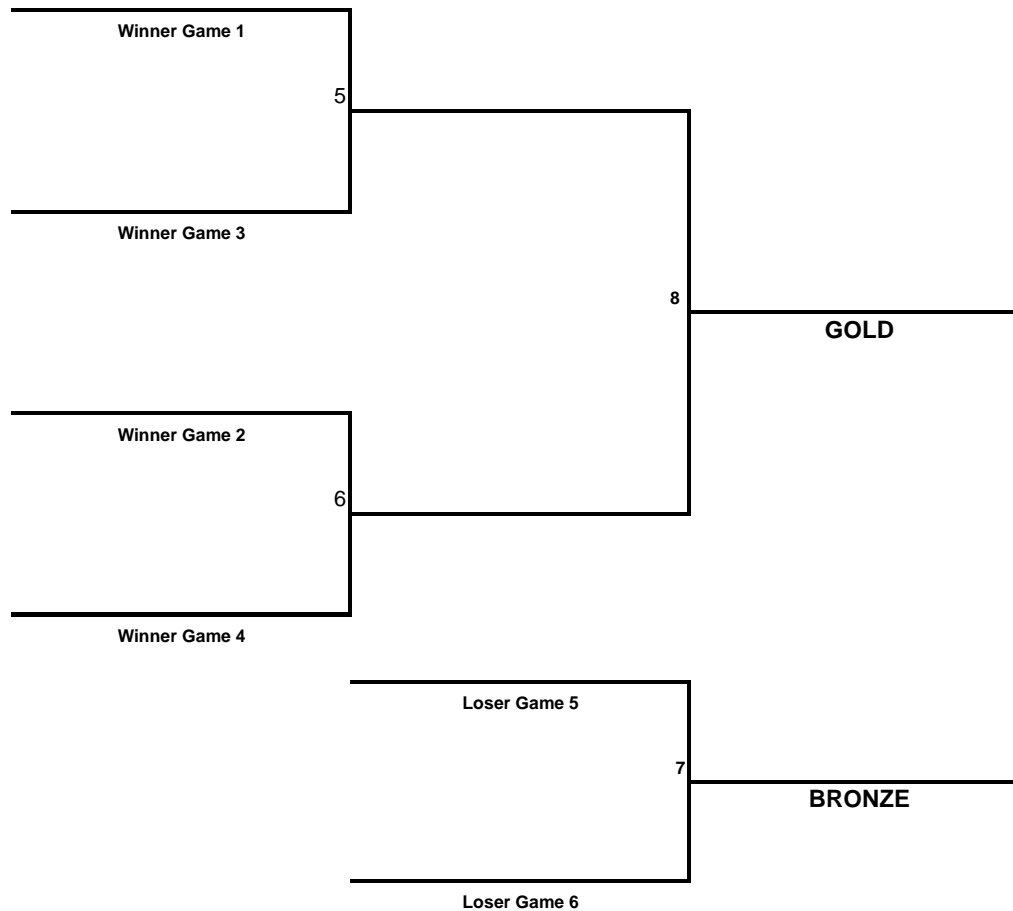 Winner Game 1
5
Winner Game 3
8
GOLD
Winner Game 2
6
Winner Game 4
Loser Game 5
7
BRONZE
Loser Game 6